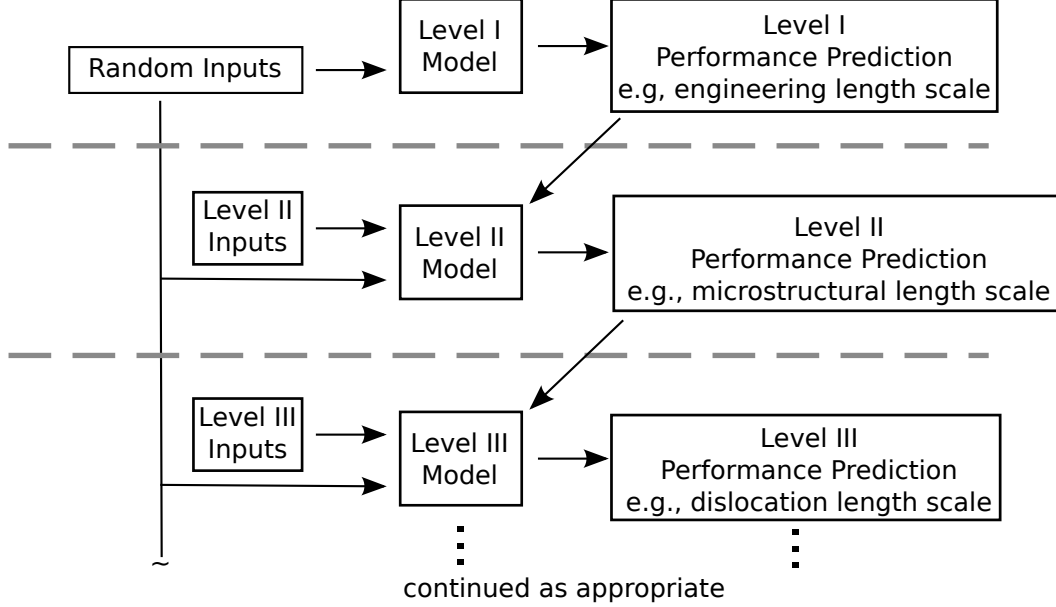 Random Inputs
Level I
Model
Level I
Performance Prediction
e.g, engineering length scale
Level II
Inputs
Level II
Model
Level II
Performance Prediction
e.g., microstructural length scale
Level III
Inputs
Level III
Model
Level III
Performance Prediction
e.g., dislocation length scale
~
continued as appropriate